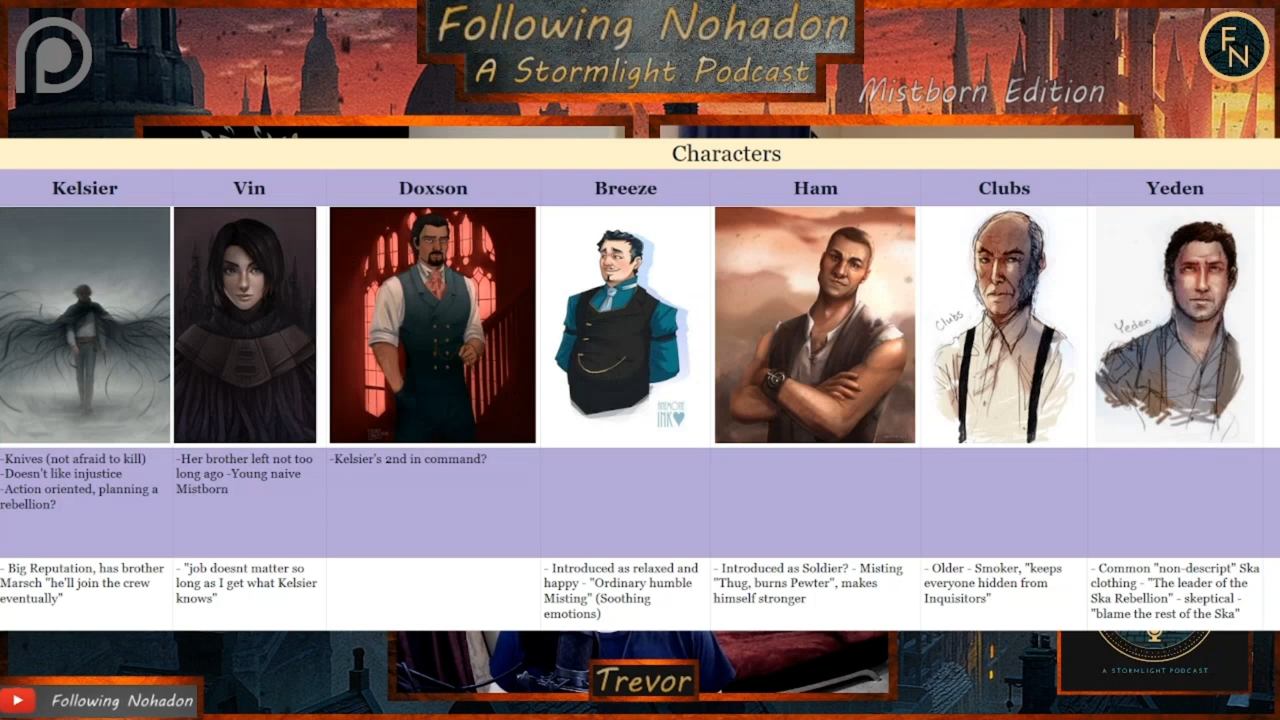 Following Nohadon
A Stormlight Podcast
Mistborn Edition
FN
Characters
Kelsier
Vin
Doxson
Breeze
Ham
Clubs
Yeden
Clubs
Yeden
ANEMONE
INK
-Knives (not afraid to kill)
-Doesn't like injustice
-Action oriented, planning a
rebellion?
-Her brother left not too
long ago -Young naive
Mistborn
-Kelsier's 2nd in command?
- Big Reputation, has brother
Marsch "he'll join the crew
eventually"
- "job doesnt matter so
long as I get what Kelsier
knows"
- Introduced as relaxed and
happy - "Ordinary humble
Misting" (Soothing
emotions)
- Introduced as Soldier? - Misting
"Thug, burns Pewter", makes
himself stronger
- Older - Smoker, "keeps
everyone hidden from
Inquisitors"
- Common "non-descript" Ska
clothing - "The leader of the
Ska Rebellion" - skeptical -
"blame the rest of the Ska"
Trevor
A STORMLIGHT PODCAST
Following Nohadon